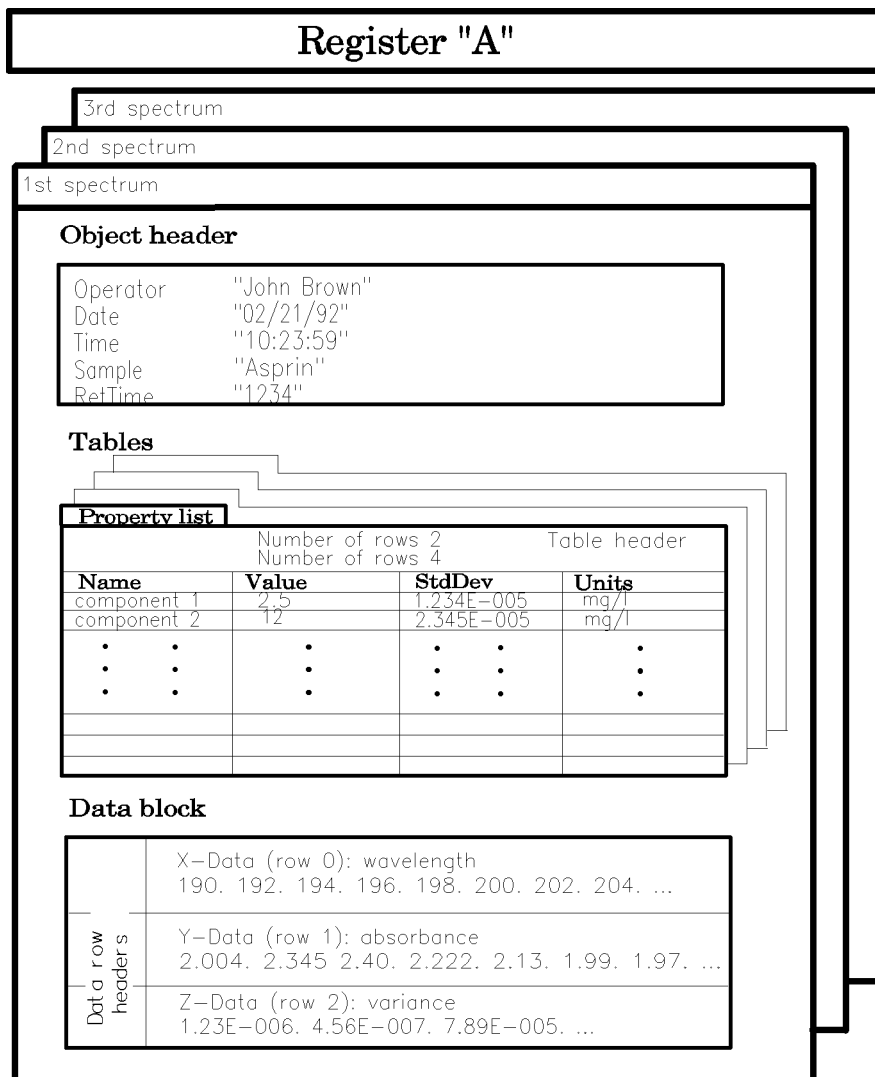 Register "A"
3rd spectrum
2nd spectrum
1st spectrum
Object header
Operator "John Brown"
Date "02/21/92"
Time "10:23:59"
Sample "Asprin"
RetTime "1234"
Tables
Property list
Number of rows 2 Table header
Number of rows 4
Name Value StdDev Units
component 1 2.5 1.234E-005 mg/l
component 2 12 2.345E-005 mg/l
Data block
Data row
headers
X-Data (row 0): wavelength
190. 192. 194. 196. 198. 200. 202. 204. ...
Y-Data (row 1): absorbance
2.004. 2.345 2.40. 2.222. 2.13. 1.99. 1.97. ...
Z-Data (row 2): variance
1.23E-006. 4.56E-007. 7.89E-005. ...